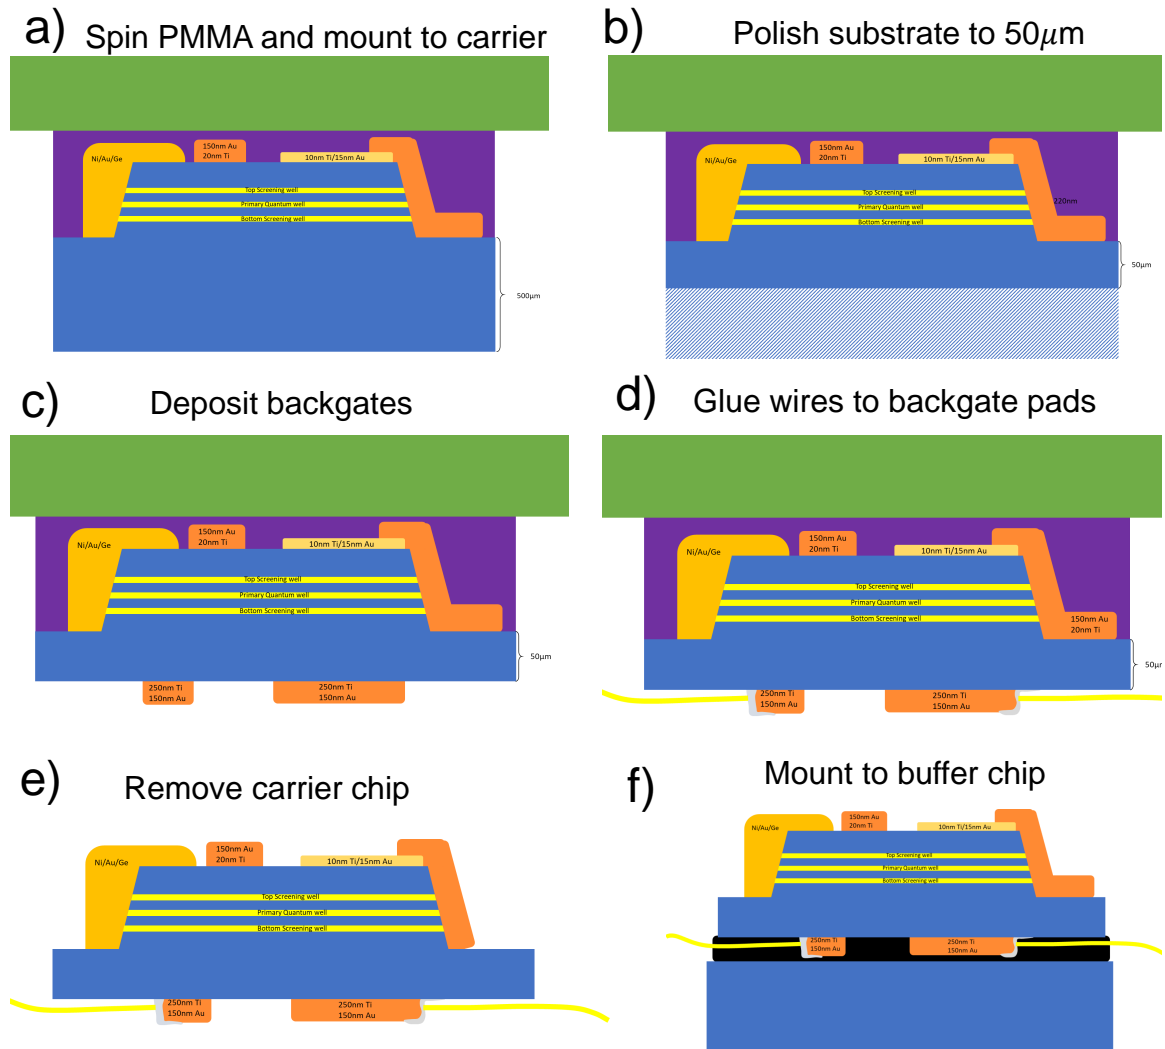 a)
Spin PMMA and mount to carrier
Ni/Au/Ge
150nm Au
20nm Ti
10nm Ti/15nm Au
Top Screening well
Primary Quantum well
Bottom Screening well
500µm
b)
Polish substrate to 50µm
Ni/Au/Ge
150nm Au
20nm Ti
10nm Ti/15nm Au
Top Screening well
Primary Quantum well
Bottom Screening well
220nm
50µm
c)
Deposit backgates
Ni/Au/Ge
150nm Au
20nm Ti
10nm Ti/15nm Au
Top Screening well
Primary Quantum well
Bottom Screening well
50µm
250nm Ti
150nm Au
250nm Ti
150nm Au
d)
Glue wires to backgate pads
Ni/Au/Ge
150nm Au
20nm Ti
10nm Ti/15nm Au
Top Screening well
Primary Quantum well
Bottom Screening well
150nm Au
20nm Ti
50µm
250nm Ti
150nm Au
250nm Ti
150nm Au
e)
Remove carrier chip
Ni/Au/Ge
150nm Au
20nm Ti
10nm Ti/15nm Au
Top Screening well
Primary Quantum well
Bottom Screening well
250nm Ti
150nm Au
250nm Ti
150nm Au
f)
Mount to buffer chip
Ni/Au/Ge
150nm Au
20nm Ti
10nm Ti/15nm Au
Top Screening well
Primary Quantum well
Bottom Screening well
250nm Ti
150nm Au
250nm Ti
150nm Au